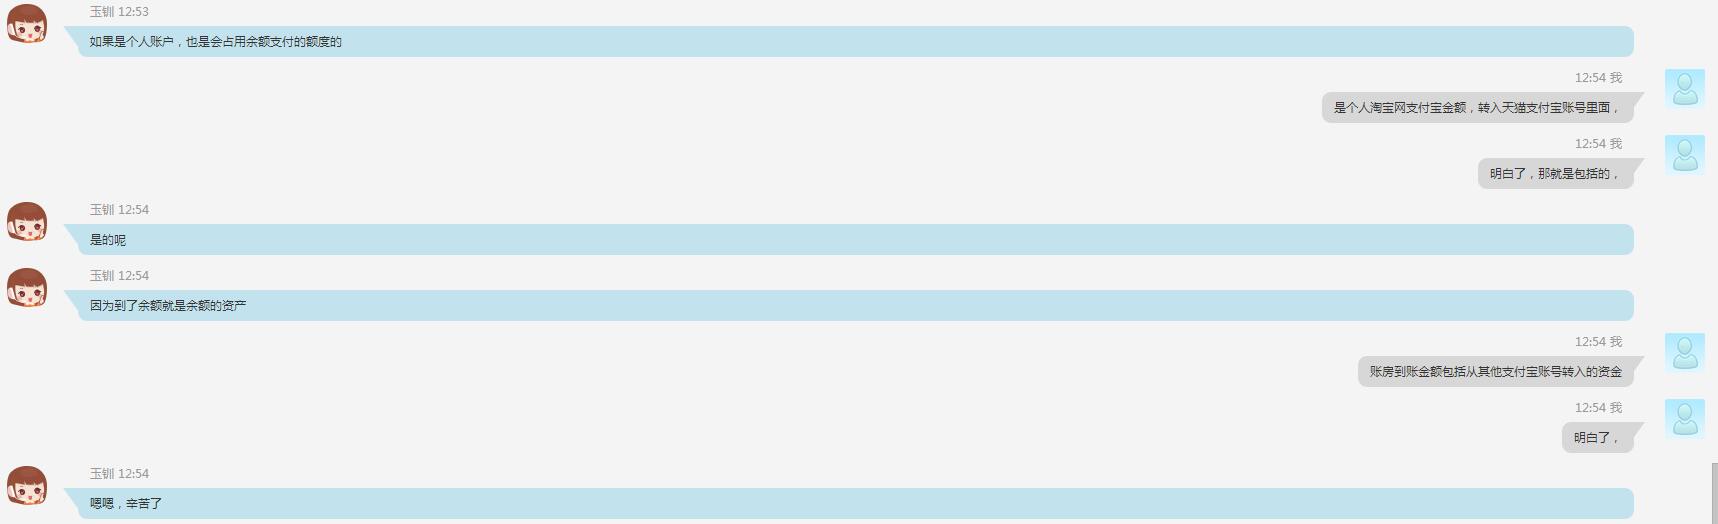 玉钏 12:53
如果是个人账户，也是会占用余额支付的额度的
12:54 我
是个人淘宝网支付宝金额，转入天猫支付宝账号里面，
12:54 我
明白了，那就是包括的，
玉钏 12:54
是的呢
玉钏 12:54
因为到了余额就是余额的资产
12:54 我
账房到账金额包括从其他支付宝账号转入的资金
12:54 我
明白了，
玉钏 12:54
嗯嗯，辛苦了